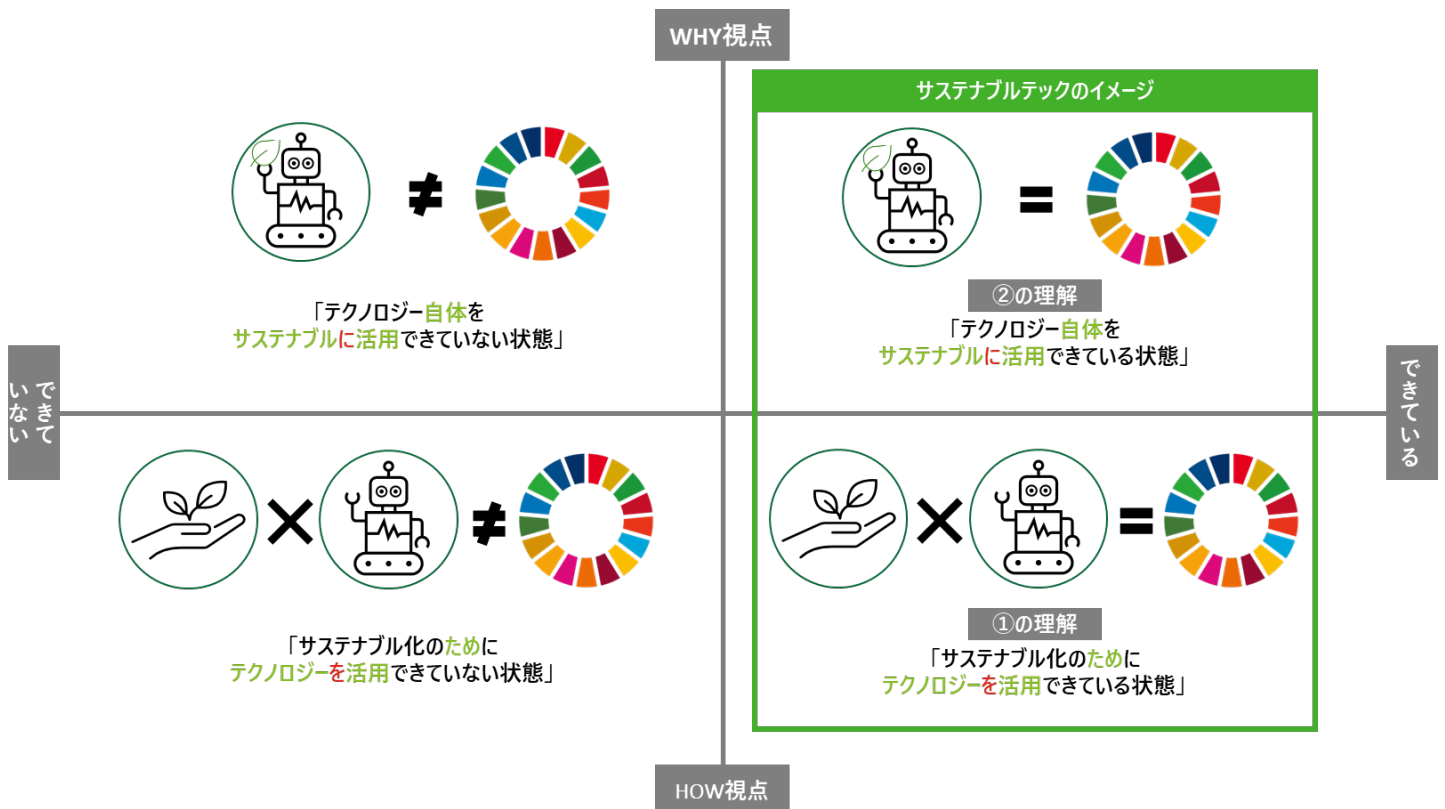 WHY視点
サステナブルテックのイメージ
「テクノロジー自体を
サステナブルに活用できていない状態」
②の理解
「テクノロジー自体を
サステナブルに活用できている状態」
できて
いない
できている
「サステナブル化のために
テクノロジーを活用できていない状態」
①の理解
「サステナブル化のために
テクノロジーを活用できている状態」
HOW視点